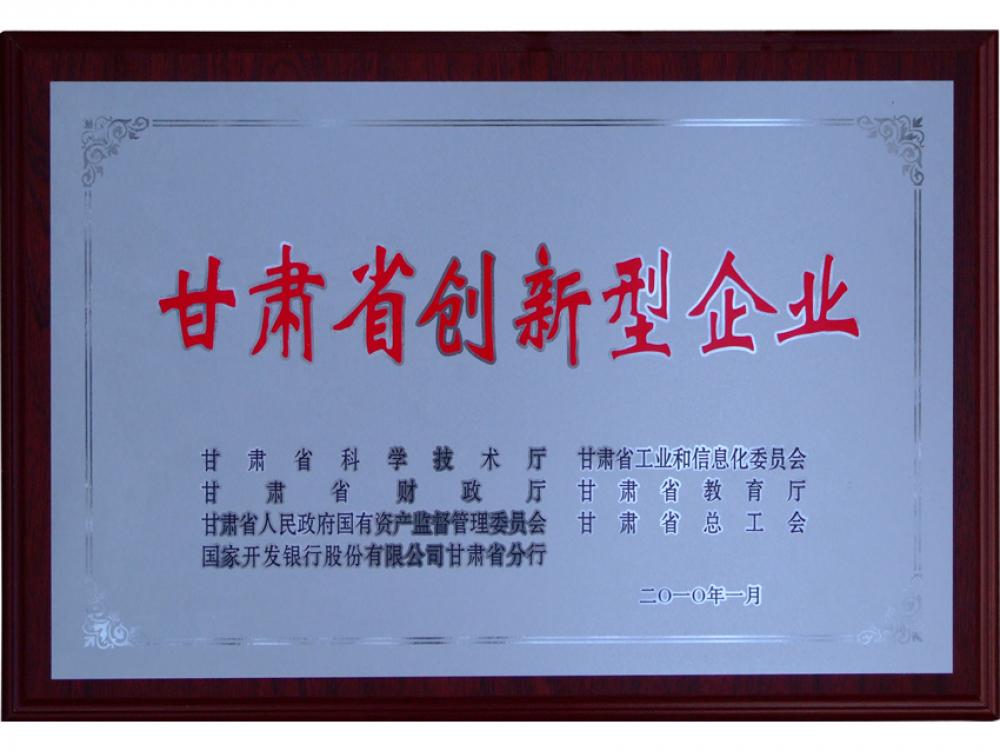 甘肃省创新型企业
甘肃省科学技术厅 甘肃省工业和信息化委员会
甘肃省财政厅 甘肃省教育厅
甘肃省人民政府国有资产监督管理委员会 甘肃省总工会
国家开发银行股份有限公司甘肃省分行
二〇一〇年一月